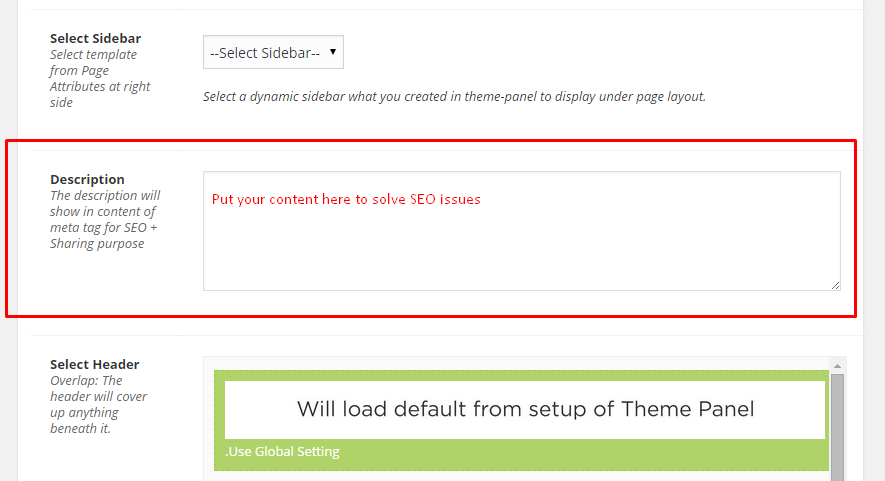 Select Sidebar
Select template
from Page
Attributes at right
side
--Select Sidebar--
Select a dynamic sidebar what you created in theme-panel to display under page layout.
Description
The description will
show in content of
meta tag for SEO +
Sharing purpose
Put your content here to solve SEO issues
Select Header
Overlap: The
header will cover
up anything
beneath it.
Will load default from setup of Theme Panel
.Use Global Setting